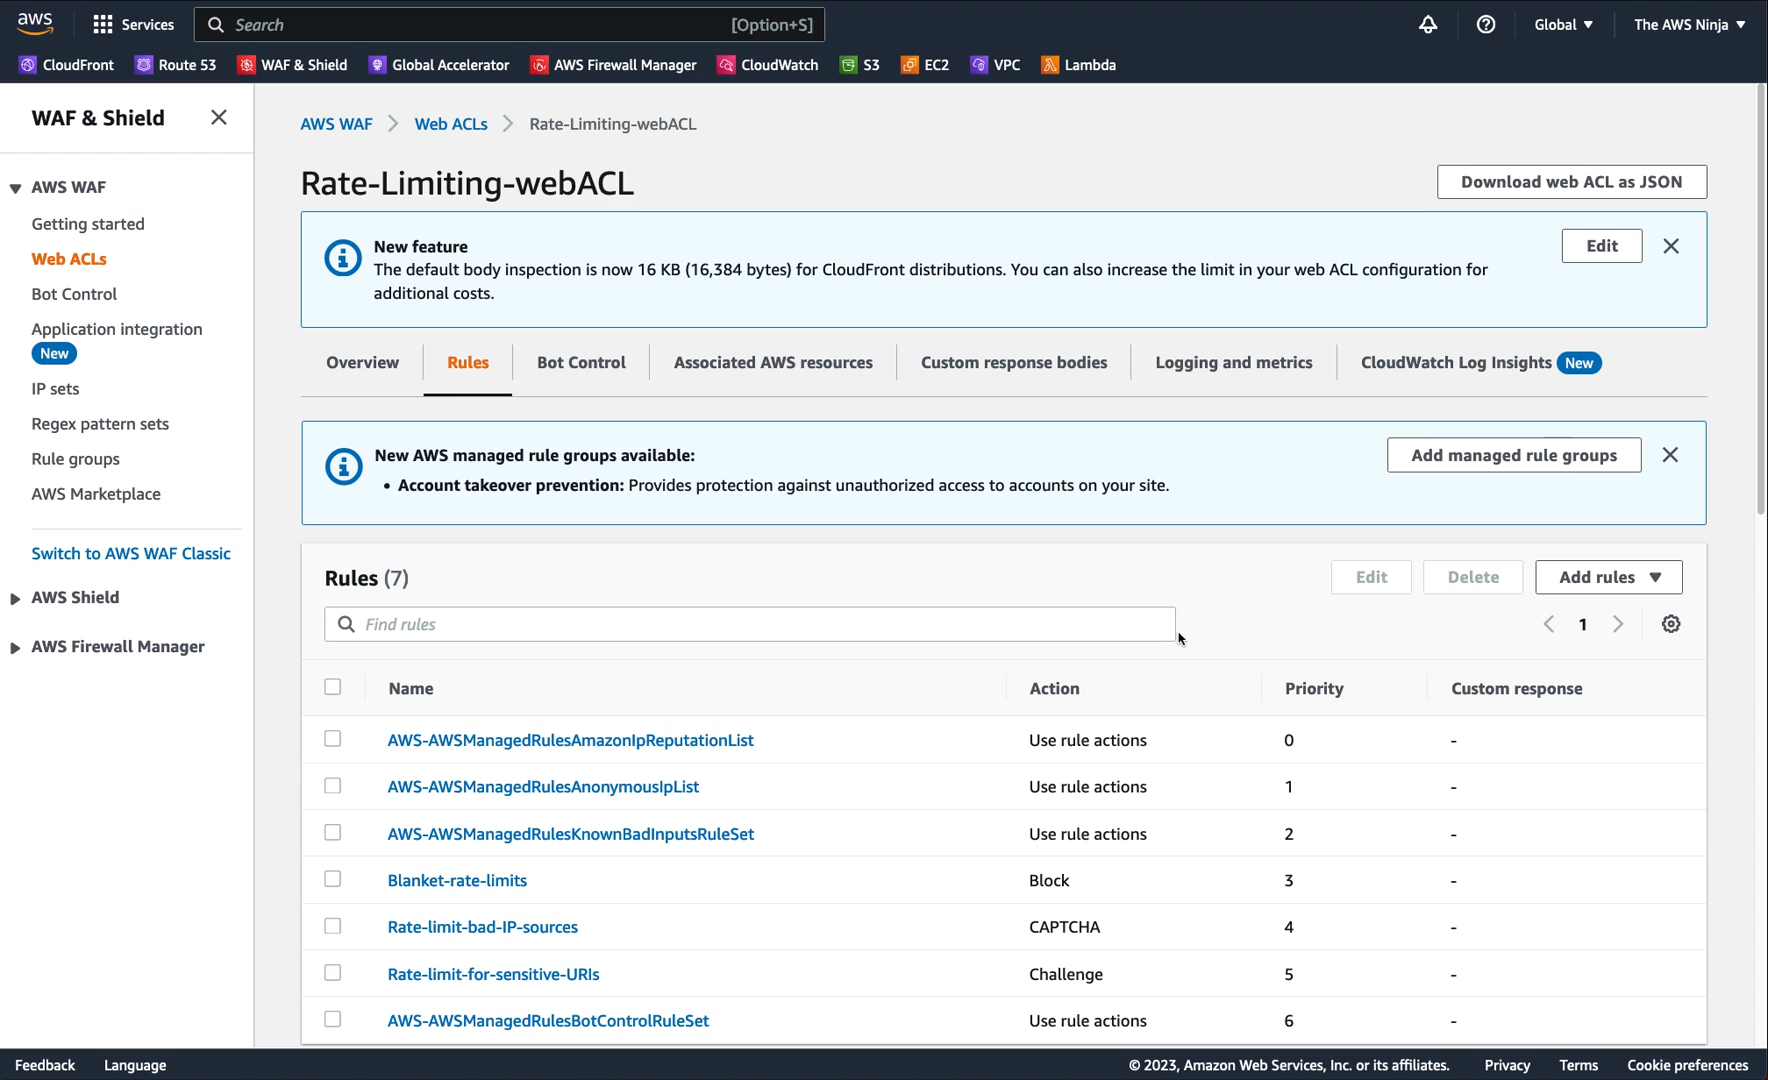 aws
Services
Search [Option+S]
Global
The AWS Ninja
CloudFront
Route 53
WAF & Shield
Global Accelerator
AWS Firewall Manager
CloudWatch
S3
EC2
VPC
Lambda
WAF & Shield
AWS WAF
Getting started
Web ACLs
Bot Control
Application integration
New
IP sets
Regex pattern sets
Rule groups
AWS Marketplace
Switch to AWS WAF Classic
AWS Shield
AWS Firewall Manager
AWS WAF > Web ACLs > Rate-Limiting-webACL
Rate-Limiting-webACL
Download web ACL as JSON
New feature
The default body inspection is now 16 KB (16,384 bytes) for CloudFront distributions. You can also increase the limit in your web ACL configuration for
additional costs.
Edit
Overview
Rules
Bot Control
Associated AWS resources
Custom response bodies
Logging and metrics
CloudWatch Log Insights New
New AWS managed rule groups available:
• Account takeover prevention: Provides protection against unauthorized access to accounts on your site.
Add managed rule groups
Rules (7)
Edit
Delete
Add rules
Find rules
1
Name Action Priority Custom response
AWS-AWSManagedRulesAmazonIpReputationList Use rule actions 0 -
AWS-AWSManagedRulesAnonymousIpList Use rule actions 1 -
AWS-AWSManagedRulesKnownBadInputsRuleSet Use rule actions 2 -
Blanket-rate-limits Block 3 -
Rate-limit-bad-IP-sources CAPTCHA 4 -
Rate-limit-for-sensitive-URIs Challenge 5 -
AWS-AWSManagedRulesBotControlRuleSet Use rule actions 6 -
Feedback
Language
© 2023, Amazon Web Services, Inc. or its affiliates.
Privacy
Terms
Cookie preferences